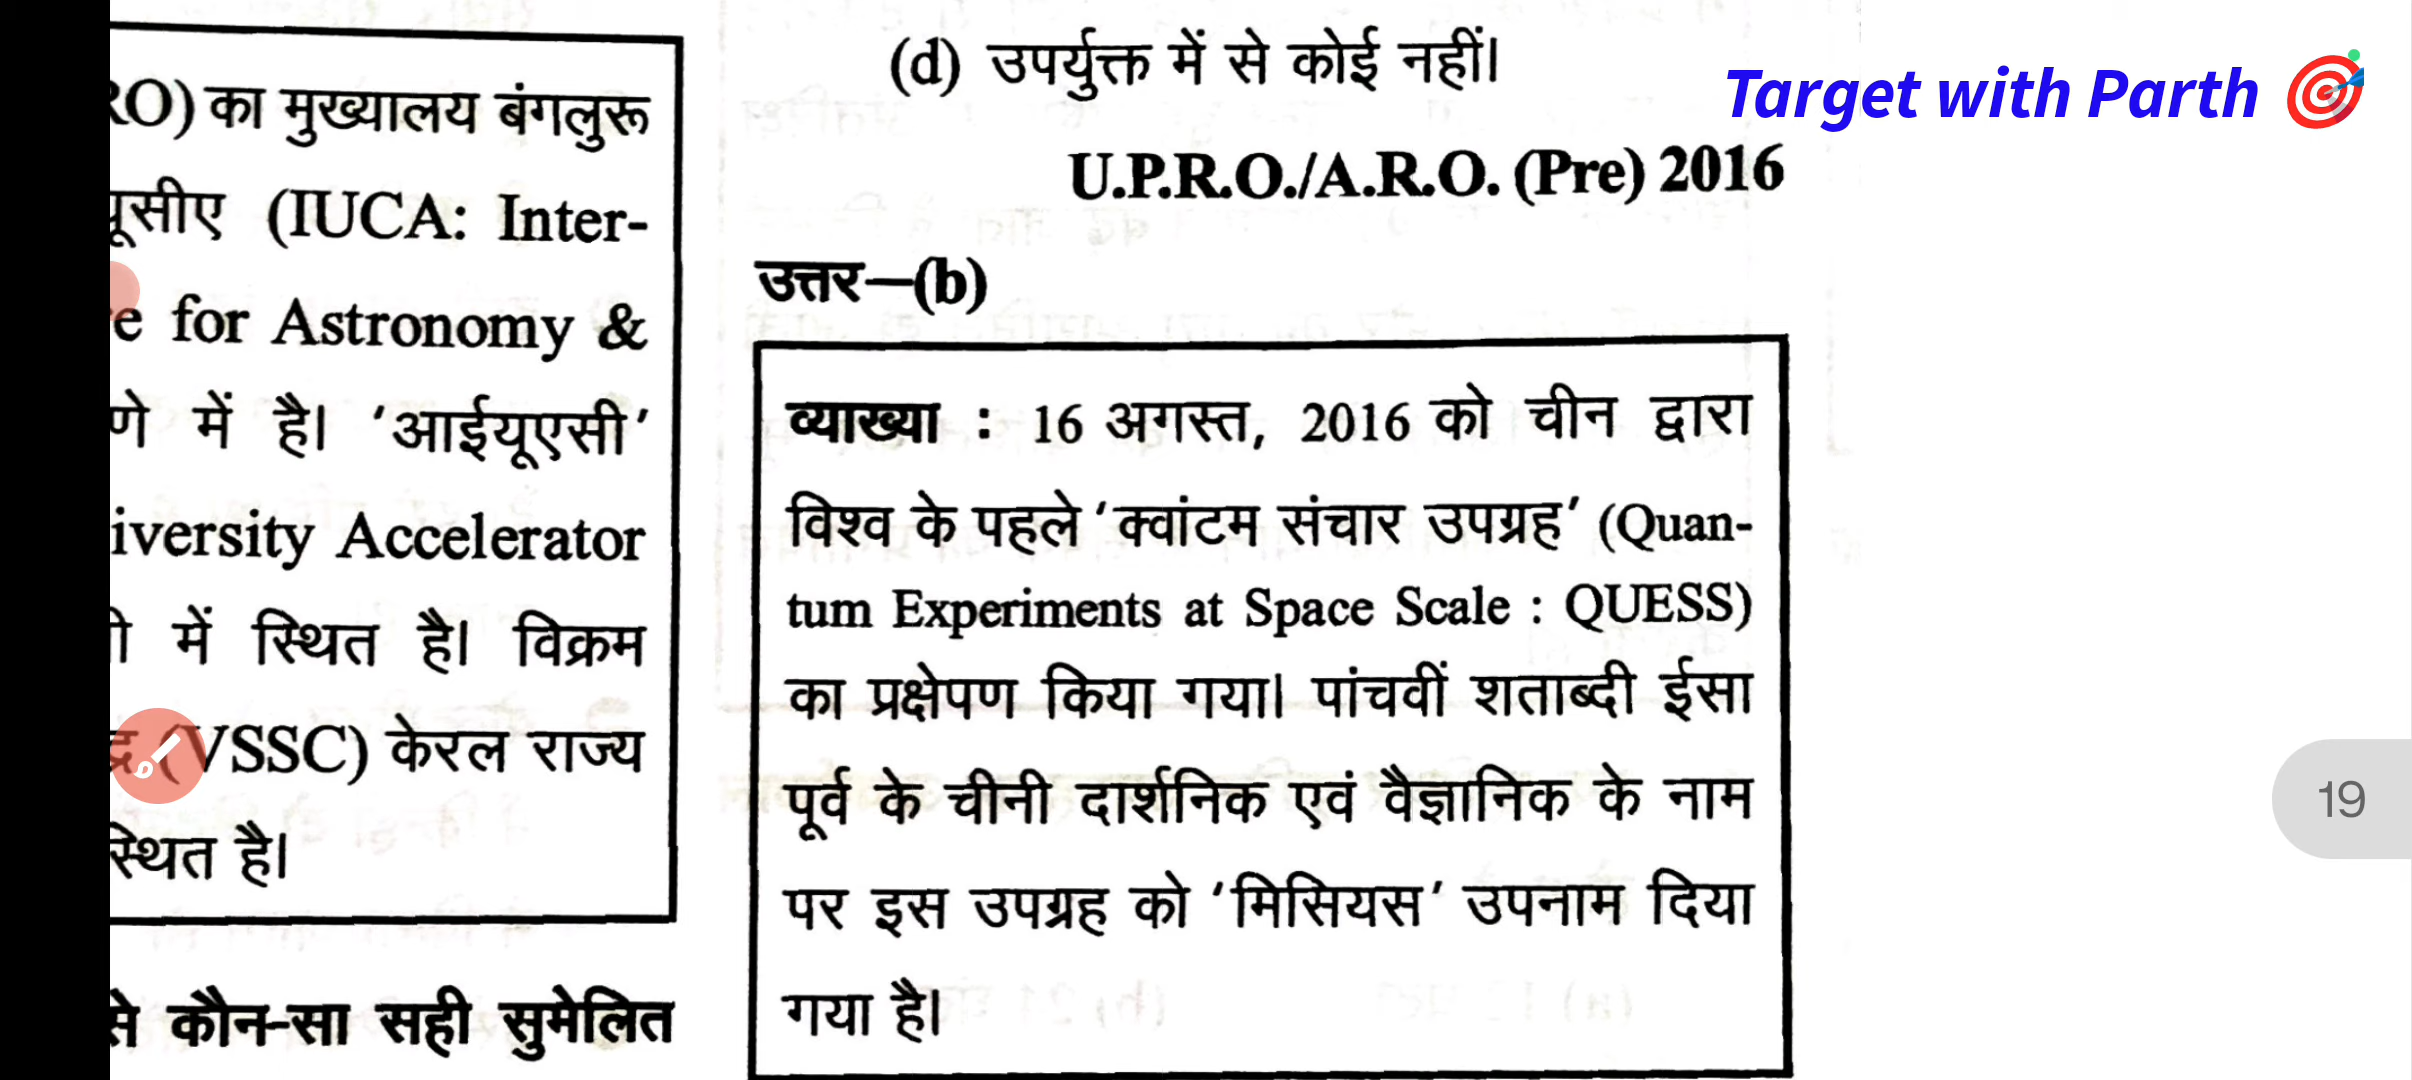 RO) का मुख्यालय बंगलुरू
यूसीए (IUCA: Inter-
e for Astronomy &
णे में है। 'आईयूएसी'
iversity Accelerator
में स्थित है। विक्रम
(VSSC) केरल राज्य
स्थित है।
से कौन-सा सही सुमेलित
(d) उपर्युक्त में से कोई नहीं।
U.P.R.O./A.R.O. (Pre) 2016
उत्तर—(b)
व्याख्या : 16 अगस्त, 2016 को चीन द्वारा
विश्व के पहले 'क्वांटम संचार उपग्रह' (Quan-
tum Experiments at Space Scale : QUESS)
का प्रक्षेपण किया गया। पांचवीं शताब्दी ईसा
पूर्व के चीनी दार्शनिक एवं वैज्ञानिक के नाम
पर इस उपग्रह को 'मिसियस' उपनाम दिया
गया है।
Target with Parth
19